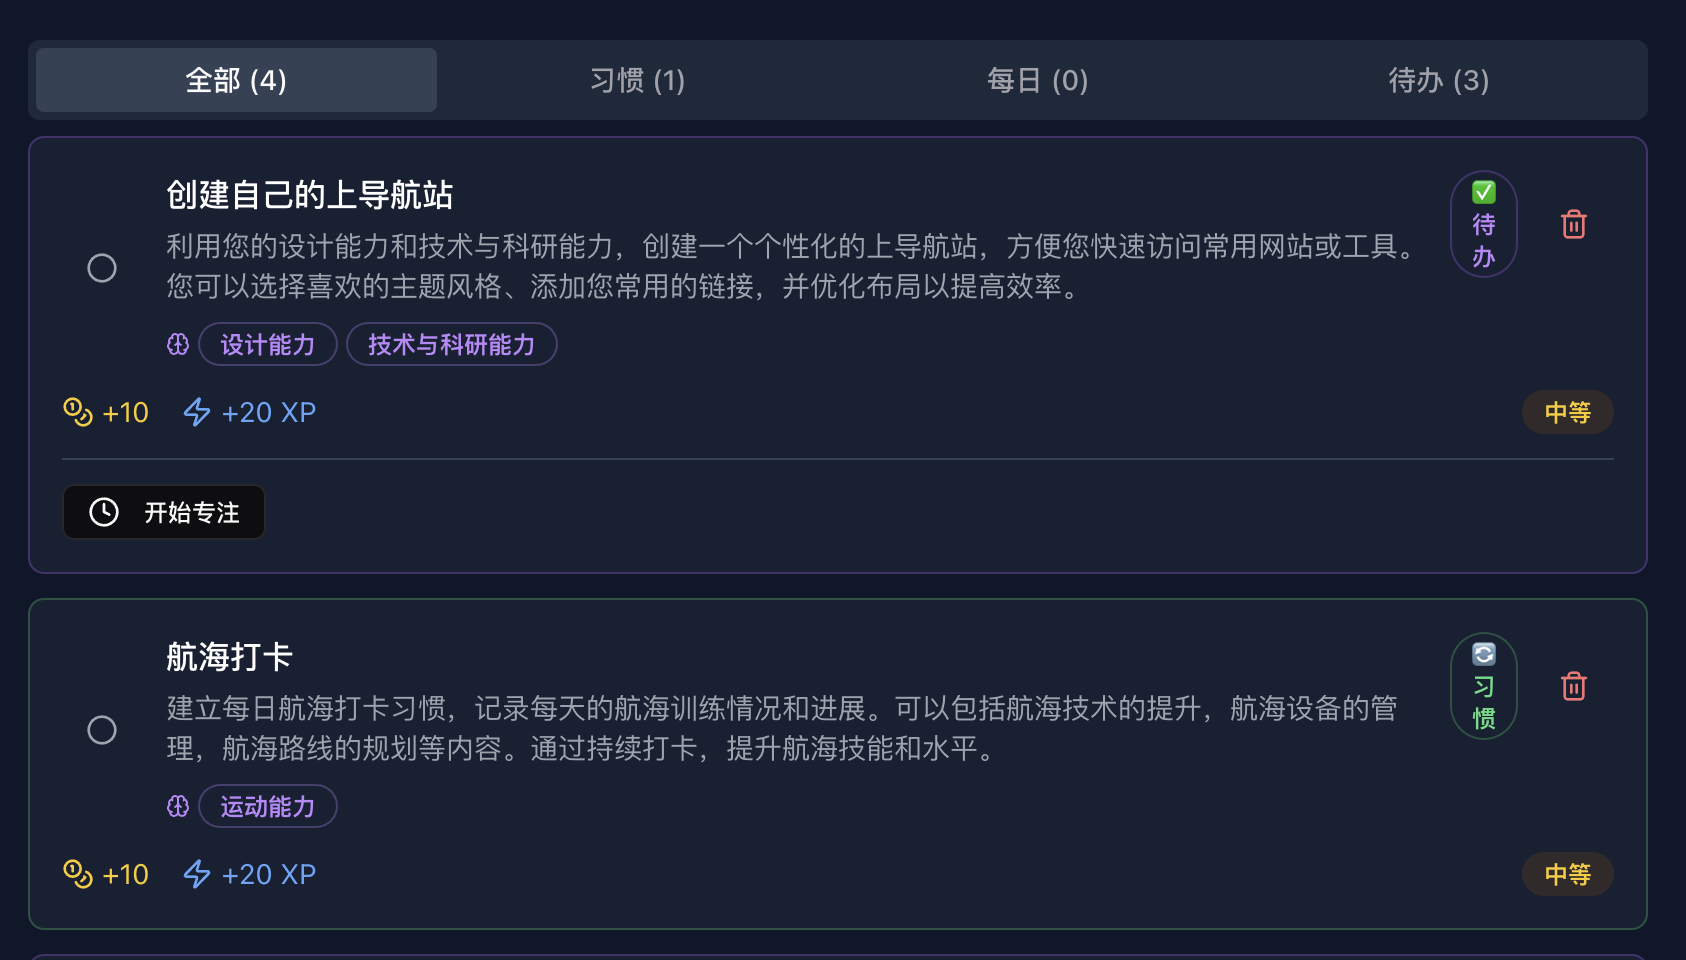 全部 (4)
习惯 (1)
每日 (0)
待办 (3)
创建自己的上导航站
利用您的设计能力和技术与科研能力，创建一个个性化的上导航站，方便您快速访问常用网站或工具。
您可以选择喜欢的主题风格、添加您常用的链接，并优化布局以提高效率。
✅
待
办
设计能力
技术与科研能力
+10
+20 XP
中等
开始专注
航海打卡
建立每日航海打卡习惯，记录每天的航海训练情况和进展。可以包括航海技术的提升，航海设备的管
理，航海路线的规划等内容。通过持续打卡，提升航海技能和水平。
🔄
习
惯
运动能力
+10
+20 XP
中等